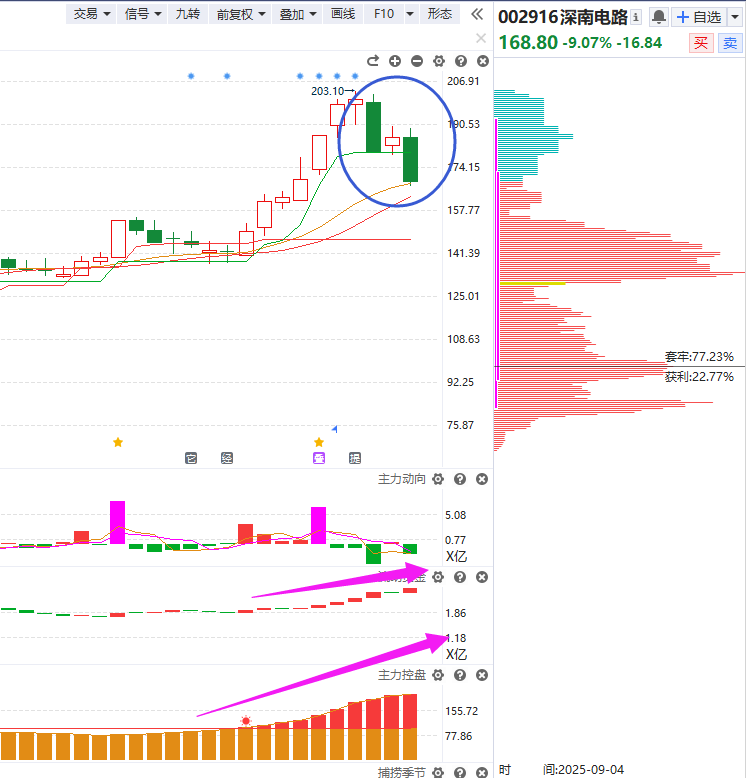 交易 信号 九转 前复权 叠加 画线 F10 形态
002916深南电路
自选
168.80 -9.07% -16.84
买 卖
206.91
203.10
190.53
174.15
157.77
141.39
125.01
108.63
92.25
75.87
套牢:77.23%
获利:22.77%
主力动向
5.08
0.77
X亿
金
1.86
1.18
X亿
主力控盘
155.72
77.86
捕捞季节
时 间:2025-09-04